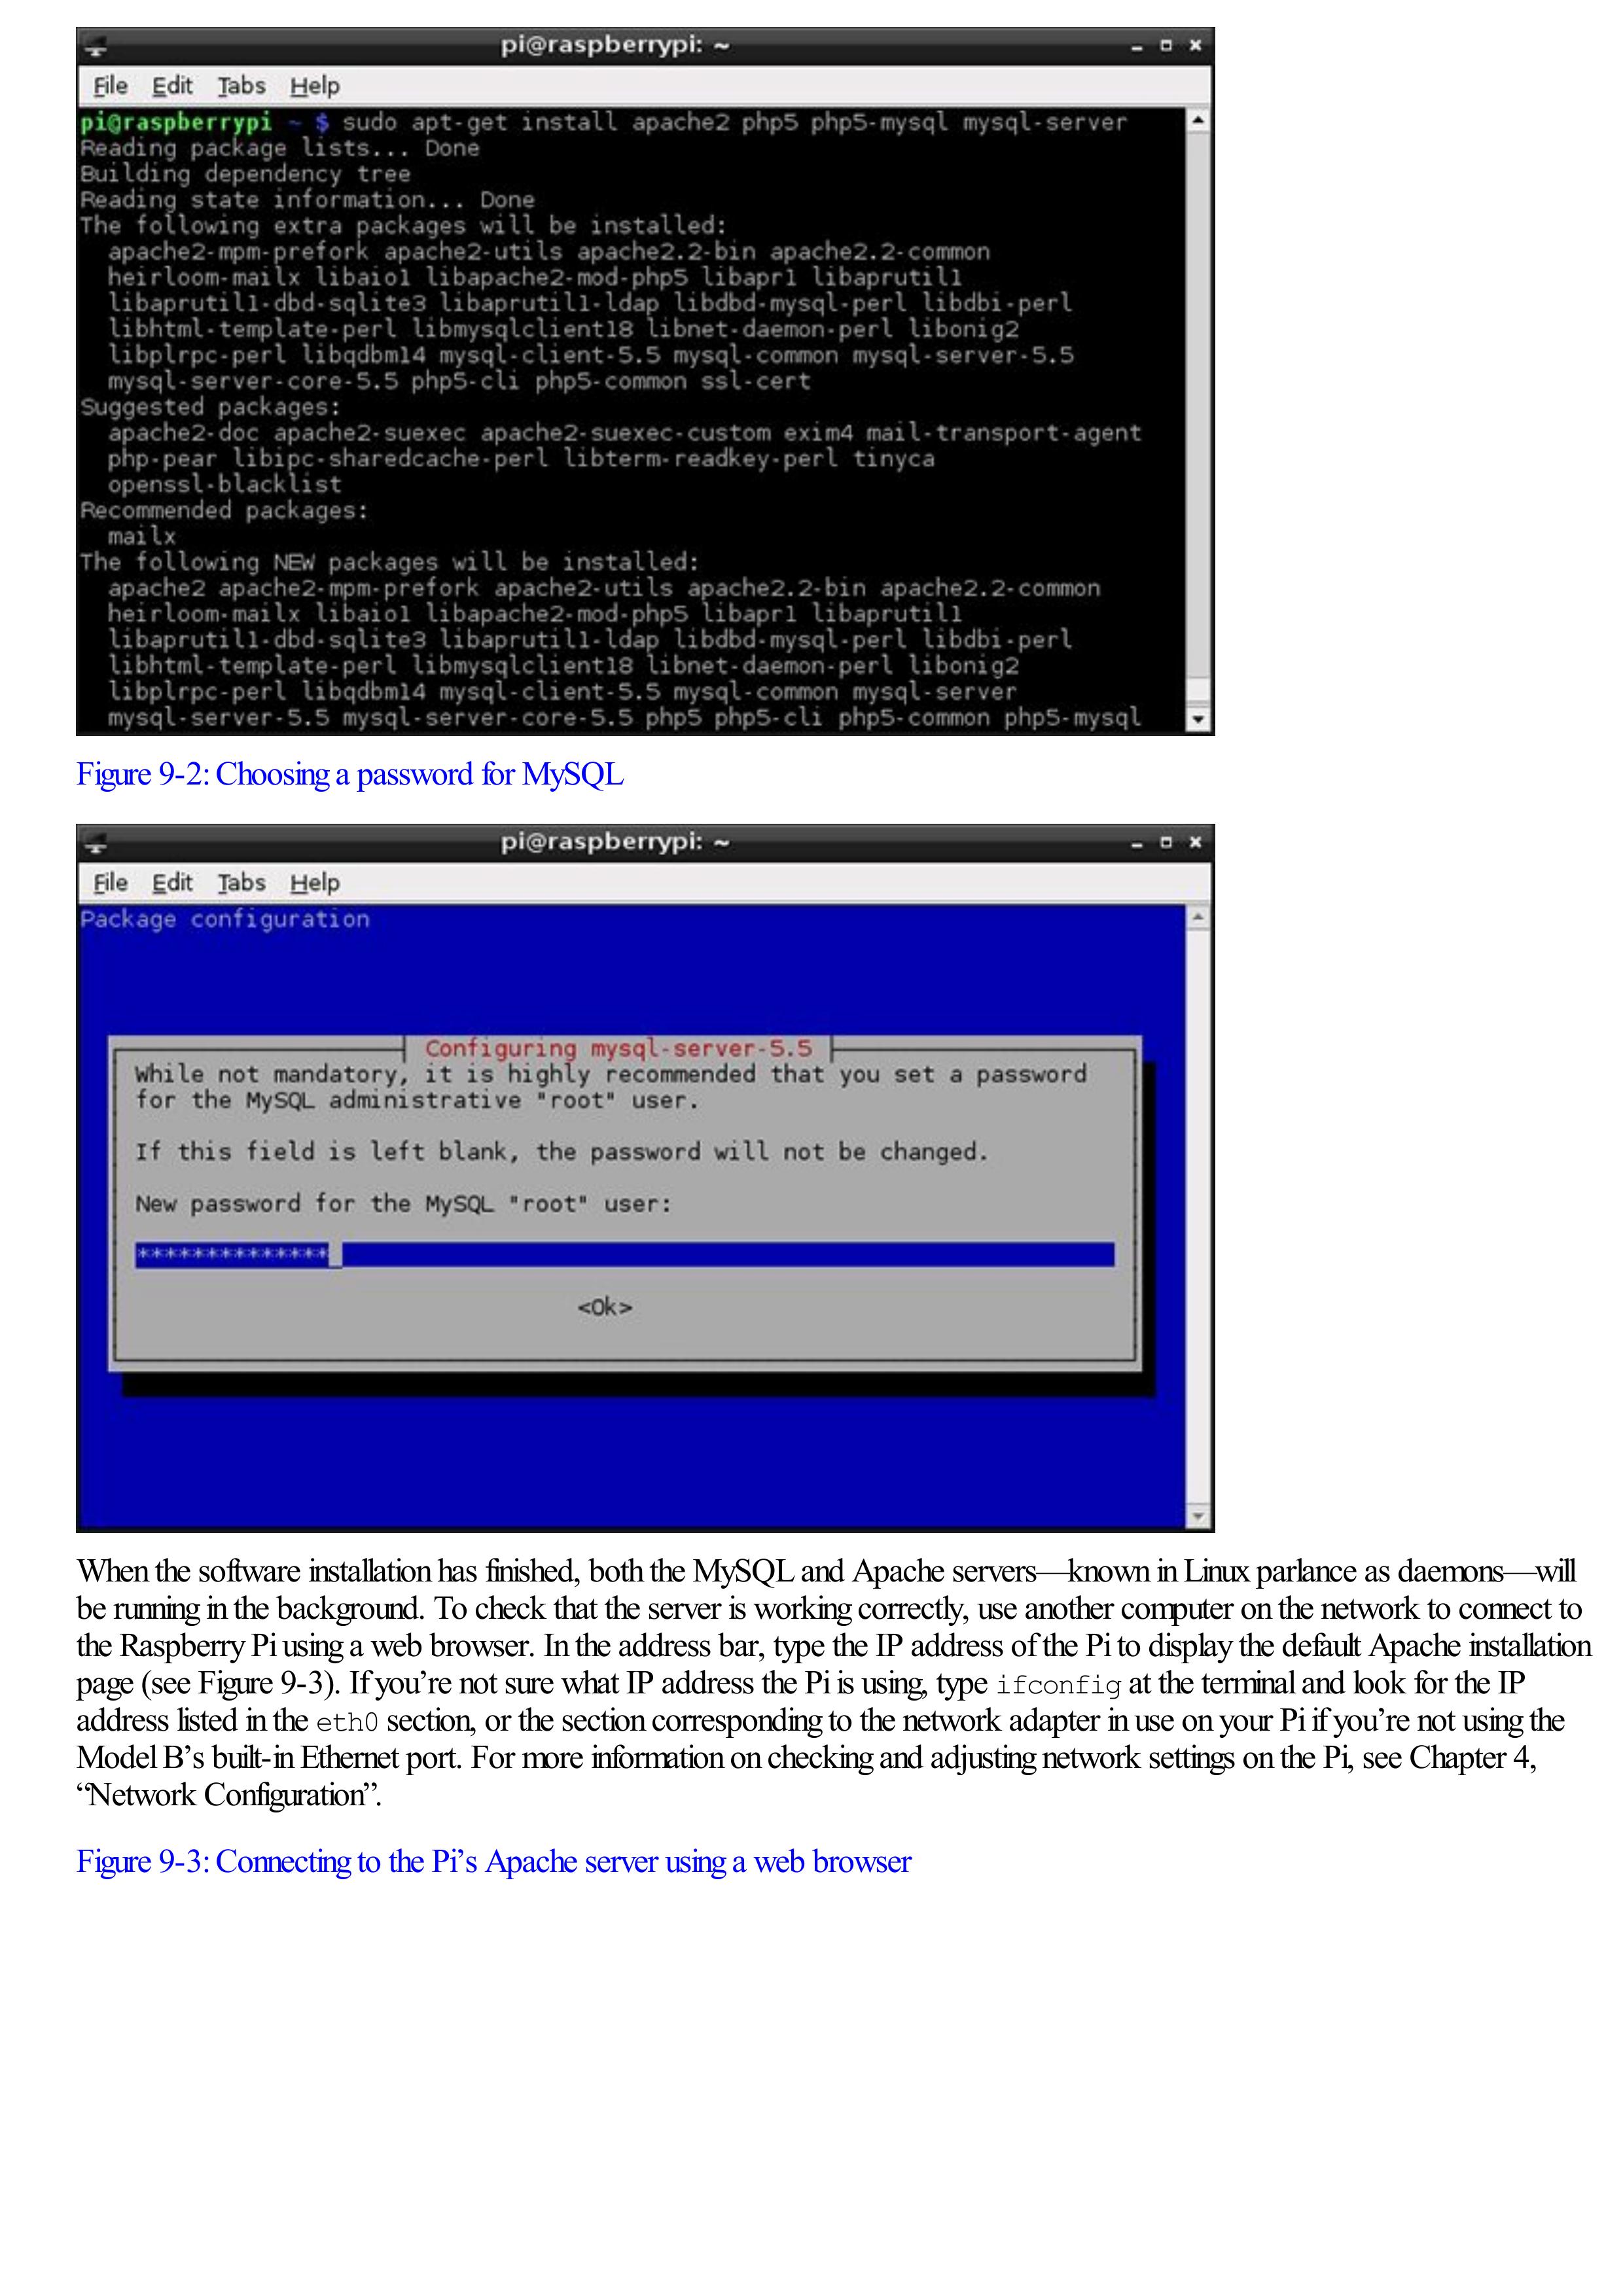 pi@raspberrypi: ~
File Edit Tabs Help
pi@raspberrypi ~ $ sudo apt-get install apache2 php5 php5-mysql mysql-server
Reading package lists... Done
Building dependency tree
Reading state information... Done
The following extra packages will be installed:
apache2-mpm-prefork apache2-utils apache2.2-bin apache2.2-common
heirloom-mailx libaio1 libapache2-mod-php5 libapr1 libaprutil1
libaprutil1-dbd-sqlite3 libaprutil1-ldap libdbd-mysql-perl libdbi-perl
libhtml-template-perl libmysqlclient18 libnet-daemon-perl libonig2
libplrpc-perl libqdbm14 mysql-client-5.5 mysql-common mysql-server-5.5
mysql-server-core-5.5 php5-cli php5-common ssl-cert
Suggested packages:
apache2-doc apache2-suexec apache2-suexec-custom exim4 mail-transport-agent
php-pear libipc-sharedcache-perl libterm-readkey-perl tinyca
openssl-blacklist
Recommended packages:
mailx
The following NEW packages will be installed:
apache2 apache2-mpm-prefork apache2-utils apache2.2-bin apache2.2-common
heirloom-mailx libaio1 libapache2-mod-php5 libapr1 libaprutil1
libaprutil1-dbd-sqlite3 libaprutil1-ldap libdbd-mysql-perl libdbi-perl
libhtml-template-perl libmysqlclient18 libnet-daemon-perl libonig2
libplrpc-perl libqdbm14 mysql-client-5.5 mysql-common mysql-server
mysql-server-5.5 mysql-server-core-5.5 php5 php5-cli php5-common php5-mysql
Figure 9-2: Choosing a password for MySQL
pi@raspberrypi: ~
File Edit Tabs Help
Package configuration
Configuring mysql-server-5.5
While not mandatory, it is highly recommended that you set a password
for the MySQL administrative "root" user.
If this field is left blank, the password will not be changed.
New password for the MySQL "root" user:
**************
<Ok>
When the software installation has finished, both the MySQL and Apache servers—known in Linux parlance as daemons—will
be running in the background. To check that the server is working correctly, use another computer on the network to connect to
the Raspberry Pi using a web browser. In the address bar, type the IP address of the Pi to display the default Apache installation
page (see Figure 9-3). If you’re not sure what IP address the Pi is using, type ifconfig at the terminal and look for the IP
address listed in the eth0 section, or the section corresponding to the network adapter in use on your Pi if you’re not using the
Model B’s built-in Ethernet port. For more information on checking and adjusting network settings on the Pi, see Chapter 4,
“Network Configuration”.
Figure 9-3: Connecting to the Pi’s Apache server using a web browser